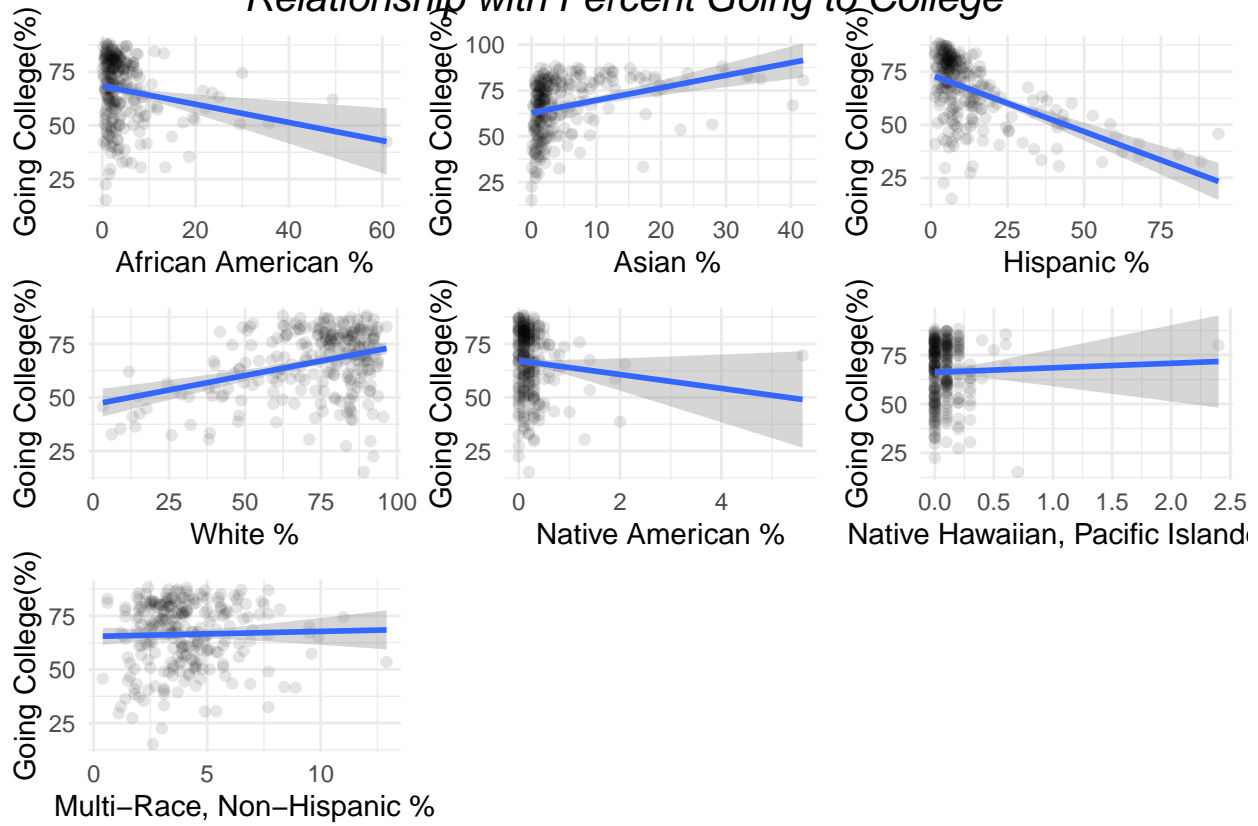 Relationship with Percent Going to College
Going College(%)
75
50
25
0 20 40 60
African American %
Going College(%)
100
75
50
25
0 10 20 30 40
Asian %
Going College(%)
75
50
25
0 25 50 75
Hispanic %
Going College(%)
75
50
25
0 25 50 75 100
White %
Going College(%)
75
50
25
0 2 4
Native American %
Going College(%)
75
50
25
0.0 0.5 1.0 1.5 2.0 2.5
Native Hawaiian, Pacific Islande
Going College(%)
75
50
25
0 5 10
Multi−Race, Non−Hispanic %